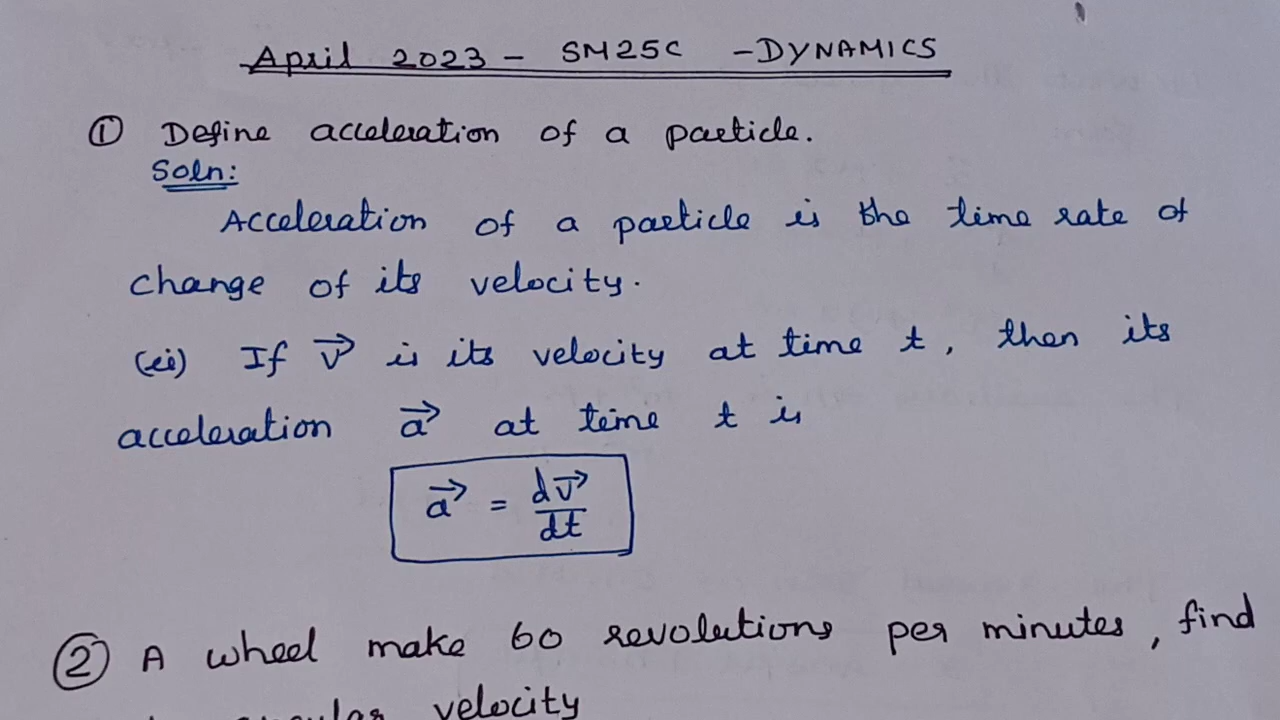 April 2023 - SM25C - DYNAMICS
① Define acceleration of a particle.
Soln:
Acceleration of a particle is the time rate of
change of its velocity.
(ii) If v⃗ is its velocity at time t, then its
acceleration a⃗ at time t is
a⃗ = dv⃗/dt
② A wheel make 60 revolutions per minutes, find
angular velocity